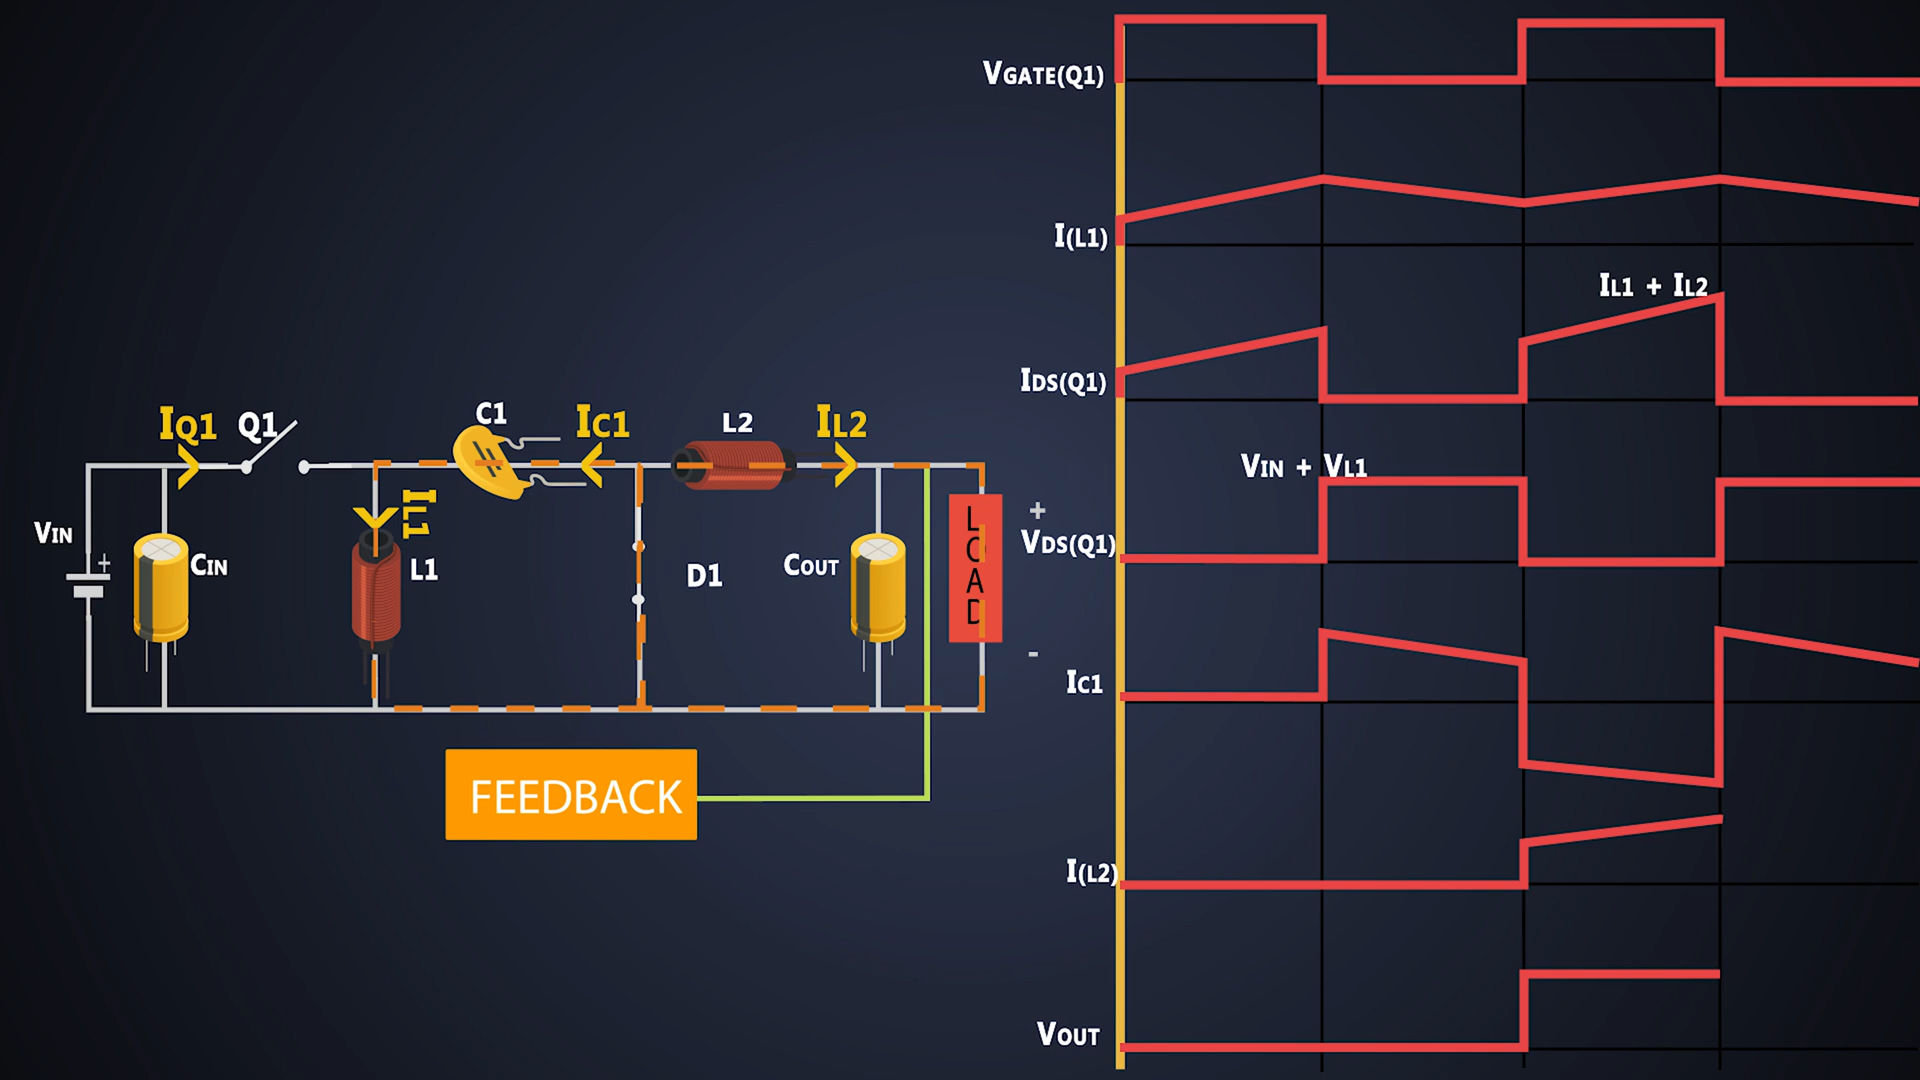 VGATE(Q1)
I(L1)
IL1 + IL2
IDS(Q1)
IQ1
Q1
C1
IC1
L2
IL2
VIN + VL1
IL1
VIN
+
CIN
L1
D1
COUT
LOAD
+
VDS(Q1)
-
IC1
FEEDBACK
I(L2)
VOUT